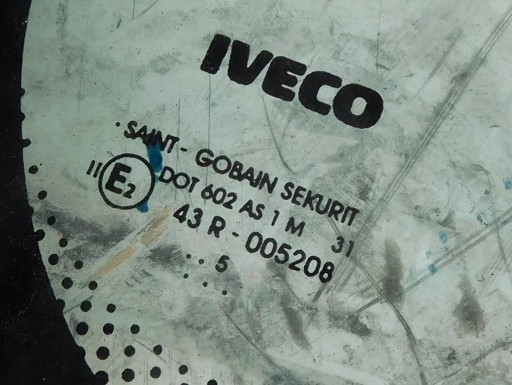 IVECO
SAINT - GOBAIN SEKURIT
II E2 DOT 602 AS 1 M 31
43 R - 005208
.. 5